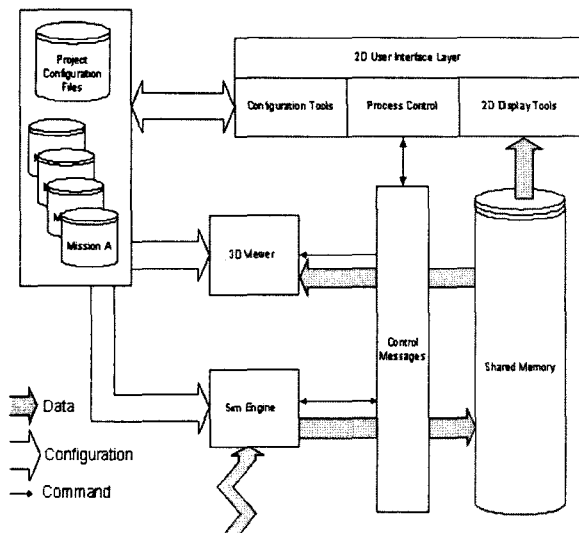 Project
Configuration
Files
Mission A
2D User Interface Layer
Configuration Tools
Process Control
2D Display Tools
3D Viewer
Control
Messages
Shared Memory
Sim Engine
Data
Configuration
Command